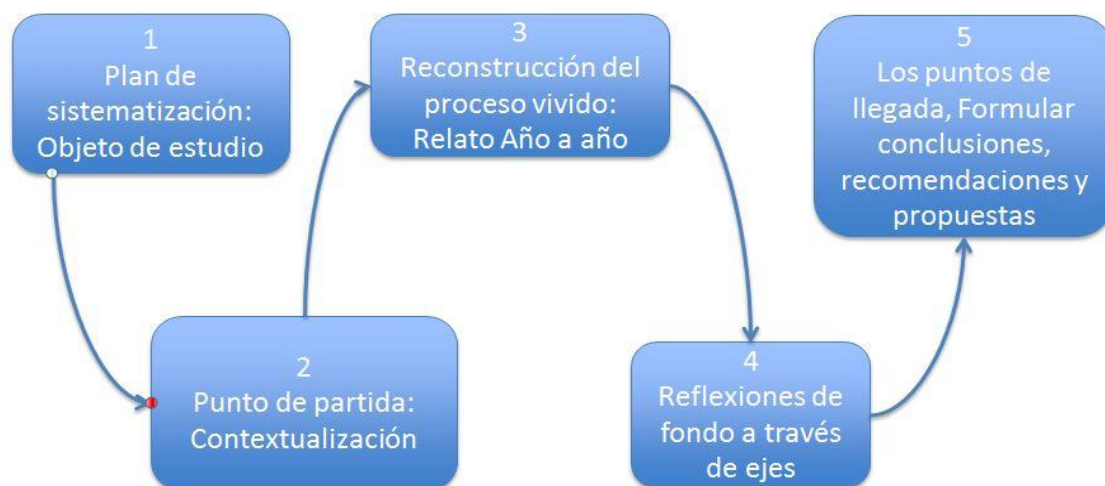 1
Plan de
sistematización:
Objeto de estudio
2
Punto de partida:
Contextualización
3
Reconstrucción del
proceso vivido:
Relato Año a año
4
Reflexiones de
fondo a través
de ejes
5
Los puntos de
llegada, Formular
conclusiones,
recomendaciones y
propuestas